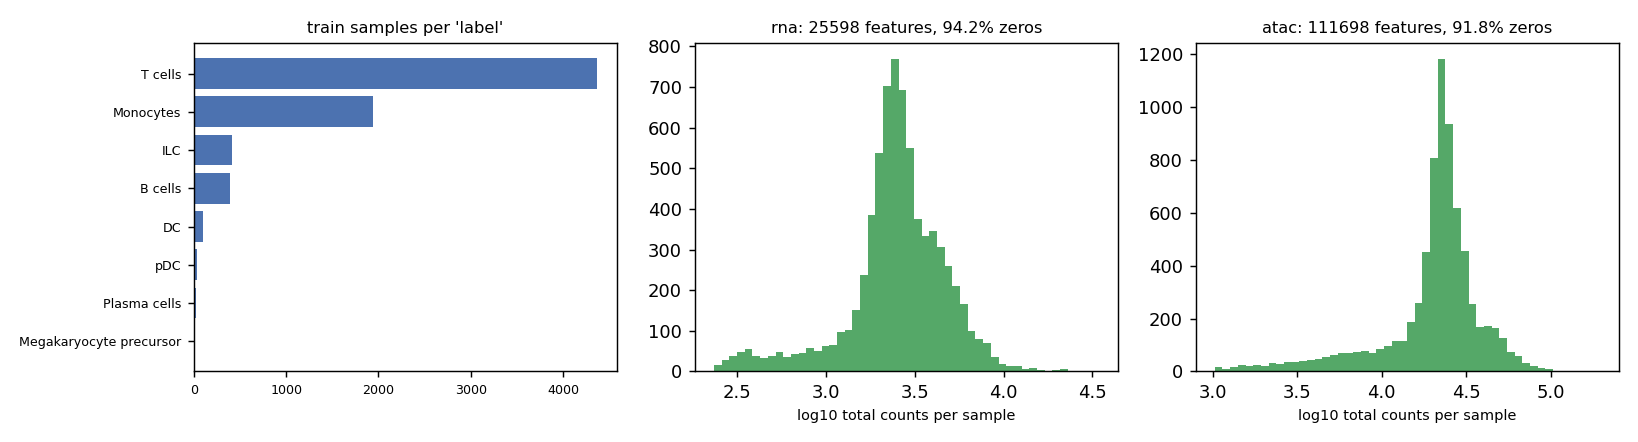 train samples per 'label'
T cells
Monocytes
ILC
B cells
DC
pDC
Plasma cells
Megakaryocyte precursor
0 1000 2000 3000 4000
rna: 25598 features, 94.2% zeros
800
700
600
500
400
300
200
100
0
2.5 3.0 3.5 4.0 4.5
log10 total counts per sample
atac: 111698 features, 91.8% zeros
1200
1000
800
600
400
200
0
3.0 3.5 4.0 4.5 5.0
log10 total counts per sample